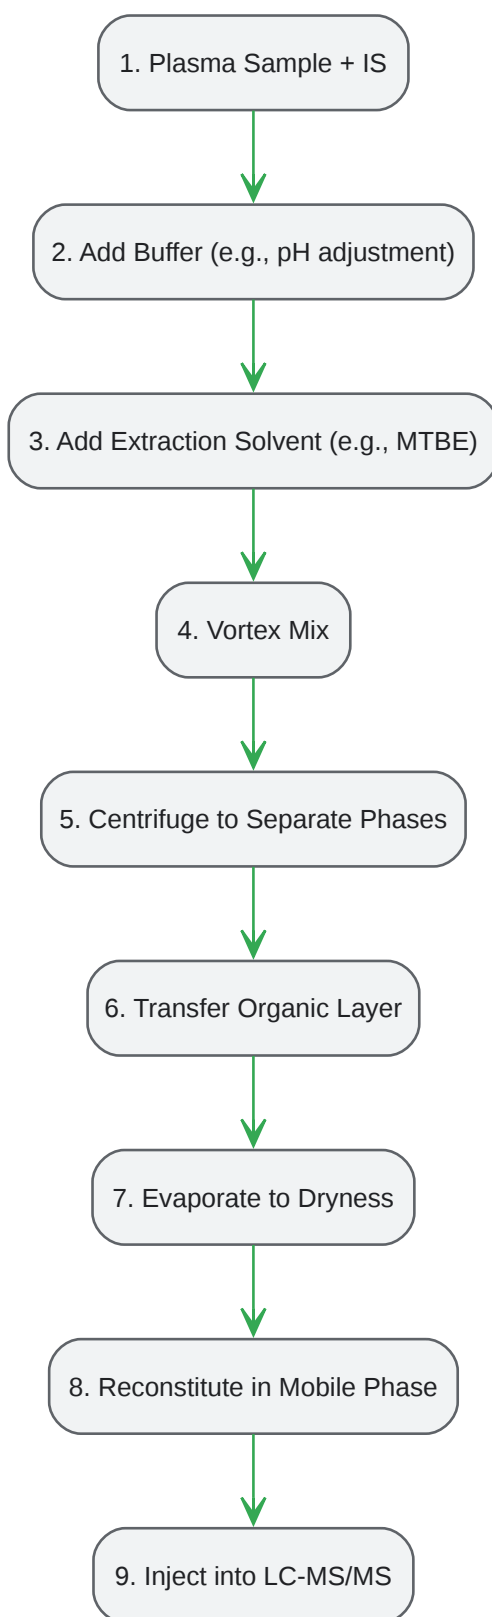 1. Plasma Sample + IS
2. Add Buffer (e.g., pH adjustment)
3. Add Extraction Solvent (e.g., MTBE)
4. Vortex Mix
5. Centrifuge to Separate Phases
6. Transfer Organic Layer
7. Evaporate to Dryness
8. Reconstitute in Mobile Phase
9. Inject into LC-MS/MS